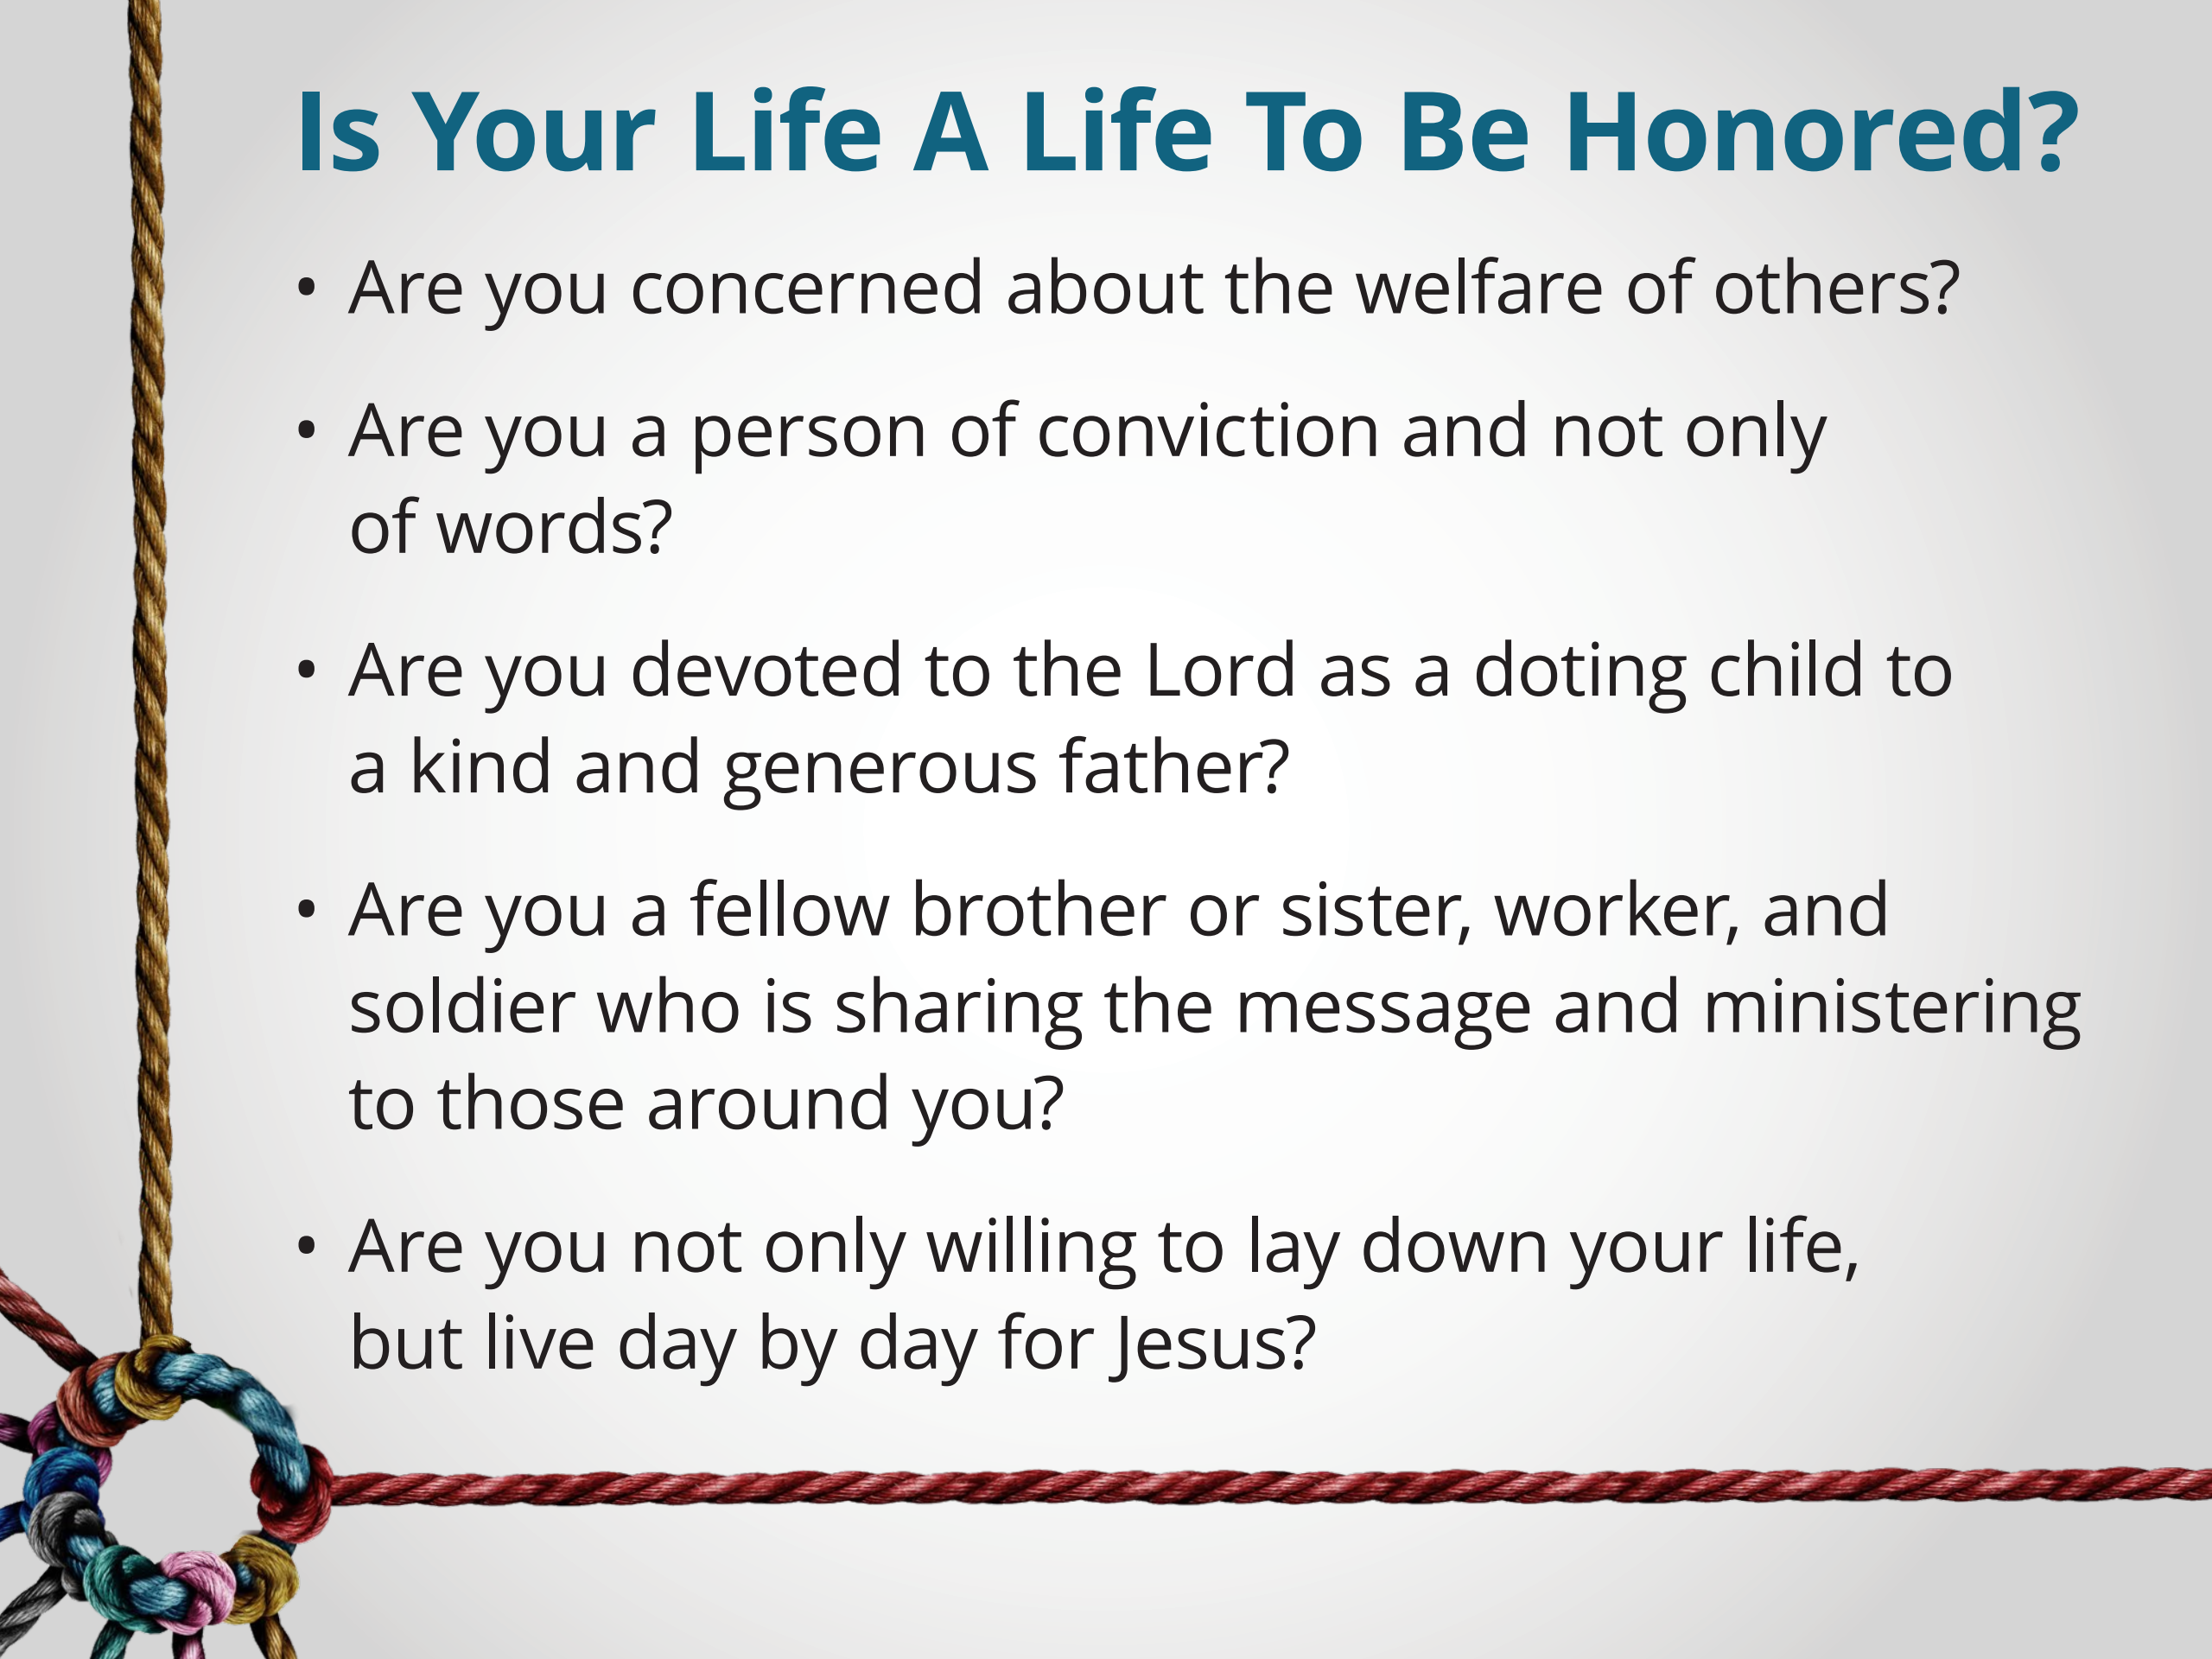 Is Your Life A Life To Be Honored?
• Are you concerned about the welfare of others?
• Are you a person of conviction and not only
of words?
• Are you devoted to the Lord as a doting child to
a kind and generous father?
• Are you a fellow brother or sister, worker, and
soldier who is sharing the message and ministering
to those around you?
• Are you not only willing to lay down your life,
but live day by day for Jesus?